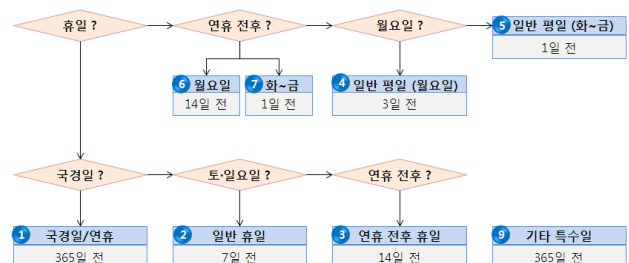 휴일 ?
연휴 전후 ?
월요일 ?
5 일반 평일 (화~금)
1일 전
6 월요일
14일 전
7 화~금
1일 전
4 일반 평일 (월요일)
3일 전
국경일 ?
토·일요일 ?
연휴 전후 ?
1 국경일/연휴
365일 전
2 일반 휴일
7일 전
3 연휴 전후 휴일
14일 전
9 기타 특수일
365일 전